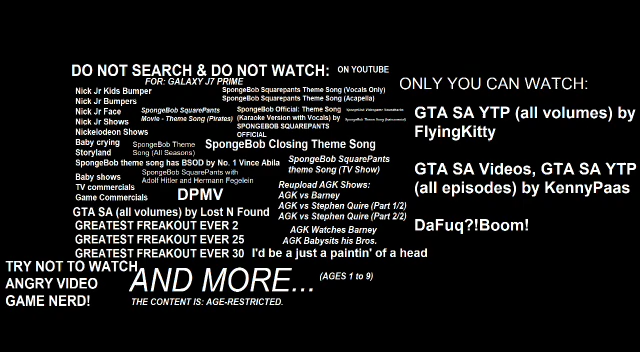 DO NOT SEARCH & DO NOT WATCH: ON YOUTUBE
FOR: GALAXY J7 PRIME
Nick Jr Kids Bumper
Nick Jr Bumpers
Nick Jr Face
Nick Jr Shows
Nickelodeon Shows
Baby crying
Storyland
SpongeBob theme song has BSOD by No. 1 Vince Abila
Baby shows
TV commercials
Game Commercials
SpongeBob SquarePants
Movie - Theme Song (Pirates)
SpongeBob Theme
Song (All Seasons)
SpongeBob SquarePants with
Adolf Hitler and Hermann Fegelein
DPMV
SpongeBob Squarepants Theme Song (Vocals Only)
SpongeBob Squarepants Theme Song (Acapella)
SpongeBob Official: Theme Song
(Karaoke Version with Vocals) by
SPONGEBOB SQUAREPANTS
OFFICIAL
SpongeBob Closing Theme Song
SpongeBob SquarePants
theme Song (TV Show)
Reupload AGK Shows:
AGK vs Barney
AGK vs Stephen Quire (Part 1/2)
AGK vs Stephen Quire (Part 2/2)
AGK Watches Barney
AGK Babysits his Bros.
GTA SA (all volumes) by Lost N Found
GREATEST FREAKOUT EVER 2
GREATEST FREAKOUT EVER 25
GREATEST FREAKOUT EVER 30
I'd be a just a paintin' of a head
TRY NOT TO WATCH
ANGRY VIDEO
GAME NERD!
AND MORE...
(AGES 1 to 9)
THE CONTENT IS: AGE-RESTRICTED.
ONLY YOU CAN WATCH:
GTA SA YTP (all volumes) by
FlyingKitty
GTA SA Videos, GTA SA YTP
(all episodes) by KennyPaas
DaFuq?!Boom!